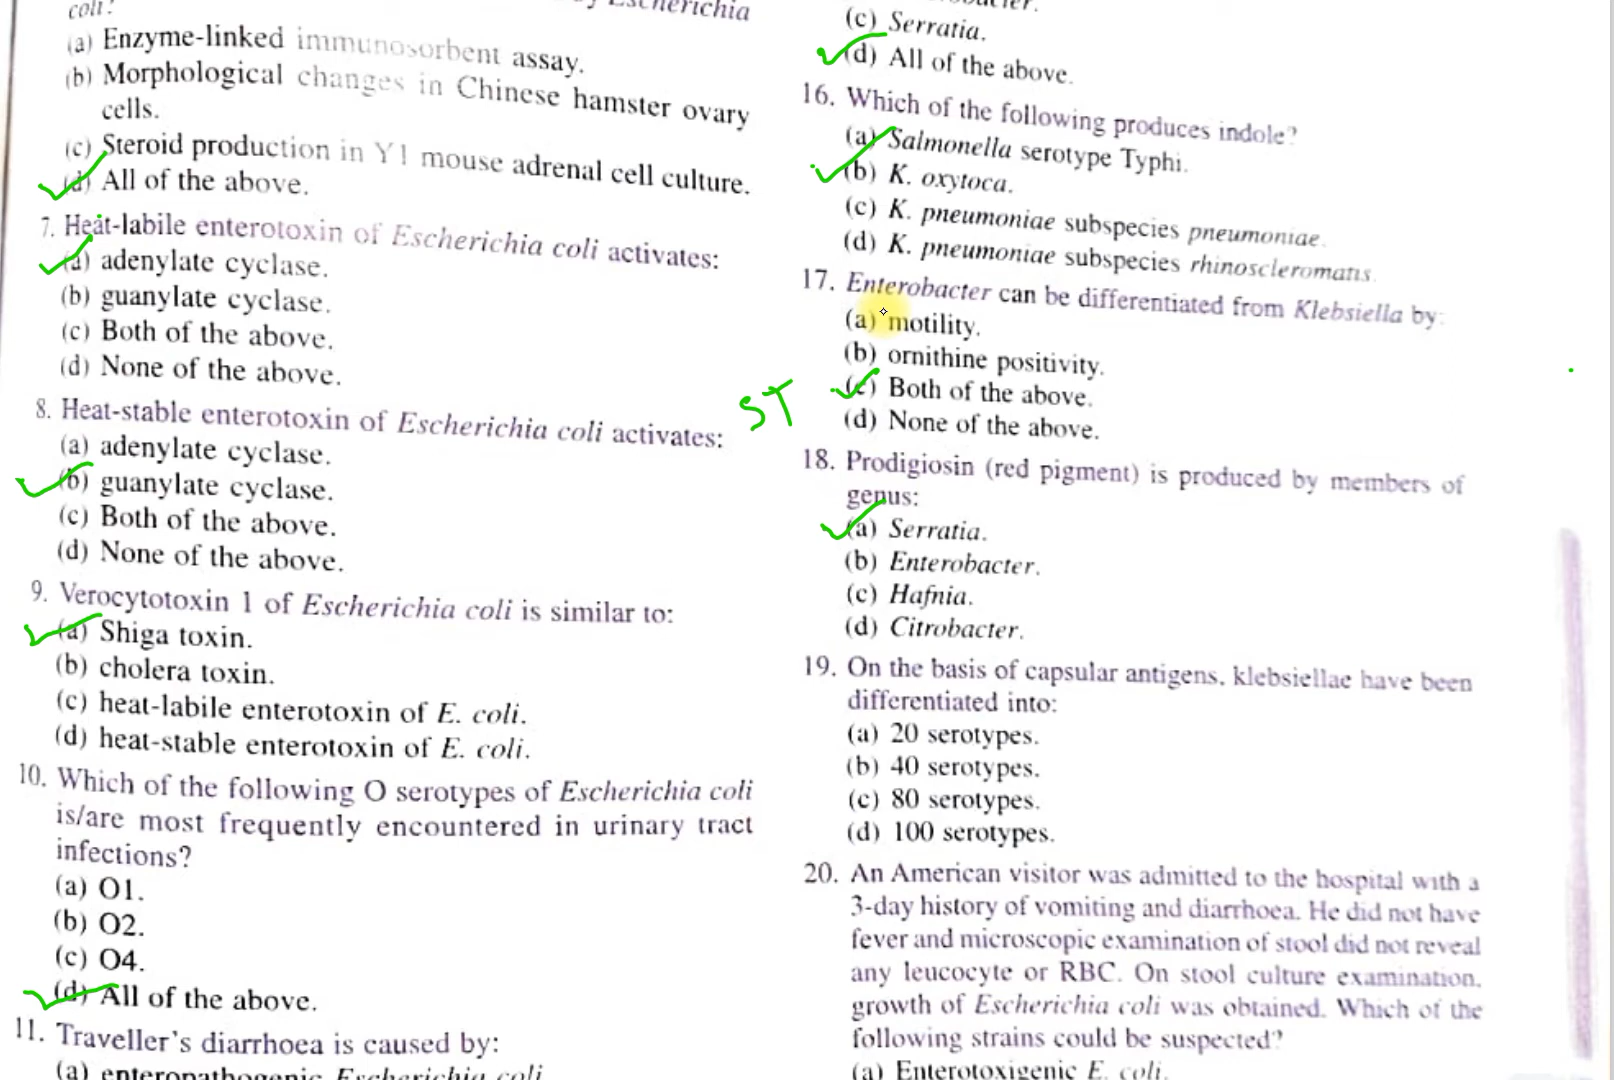 coli?
Escherichia
(a) Enzyme-linked immunosorbent assay.
(b) Morphological changes in Chinese hamster ovary
cells.
(c) Steroid production in Y1 mouse adrenal cell culture.
(d) All of the above.
7. Heat-labile enterotoxin of Escherichia coli activates:
(a) adenylate cyclase.
(b) guanylate cyclase.
(c) Both of the above.
(d) None of the above.
8. Heat-stable enterotoxin of Escherichia coli activates:
(a) adenylate cyclase.
(b) guanylate cyclase.
(c) Both of the above.
(d) None of the above.
9. Verocytotoxin 1 of Escherichia coli is similar to:
(a) Shiga toxin.
(b) cholera toxin.
(c) heat-labile enterotoxin of E. coli.
(d) heat-stable enterotoxin of E. coli.
10. Which of the following O serotypes of Escherichia coli
is/are most frequently encountered in urinary tract
infections?
(a) O1.
(b) O2.
(c) O4.
(d) All of the above.
11. Traveller's diarrhoea is caused by:
(a) enteropathogenic Escherichia coli
ST
(c) Serratia.
(d) All of the above.
16. Which of the following produces indole?
(a) Salmonella serotype Typhi.
(b) K. oxytoca.
(c) K. pneumoniae subspecies pneumoniae.
(d) K. pneumoniae subspecies rhinoscleromatis.
17. Enterobacter can be differentiated from Klebsiella by:
(a) motility.
(b) ornithine positivity.
(c) Both of the above.
(d) None of the above.
18. Prodigiosin (red pigment) is produced by members of
genus:
(a) Serratia.
(b) Enterobacter.
(c) Hafnia.
(d) Citrobacter.
19. On the basis of capsular antigens, klebsiellae have been
differentiated into:
(a) 20 serotypes.
(b) 40 serotypes.
(c) 80 serotypes.
(d) 100 serotypes.
20. An American visitor was admitted to the hospital with a
3-day history of vomiting and diarrhoea. He did not have
fever and microscopic examination of stool did not reveal
any leucocyte or RBC. On stool culture examination,
growth of Escherichia coli was obtained. Which of the
following strains could be suspected?
(a) Enterotoxigenic E. coli.